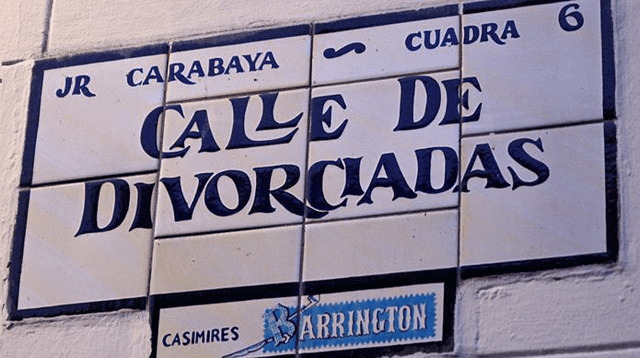 JR CARABAYA ~ CUADRA 6
CALLE DE
DIVORCIADAS
CASIMIRES BARRINGTON